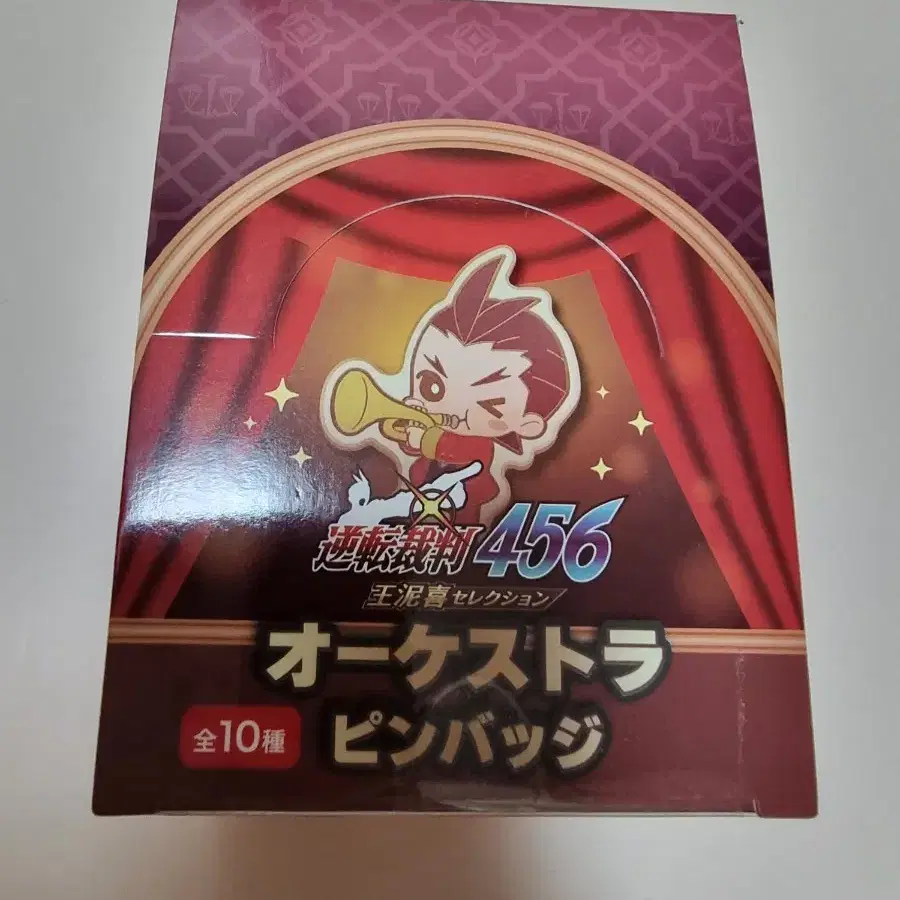 逆転裁判456
王泥喜セレクション
オーケストラ
全10種
ピンバッジ